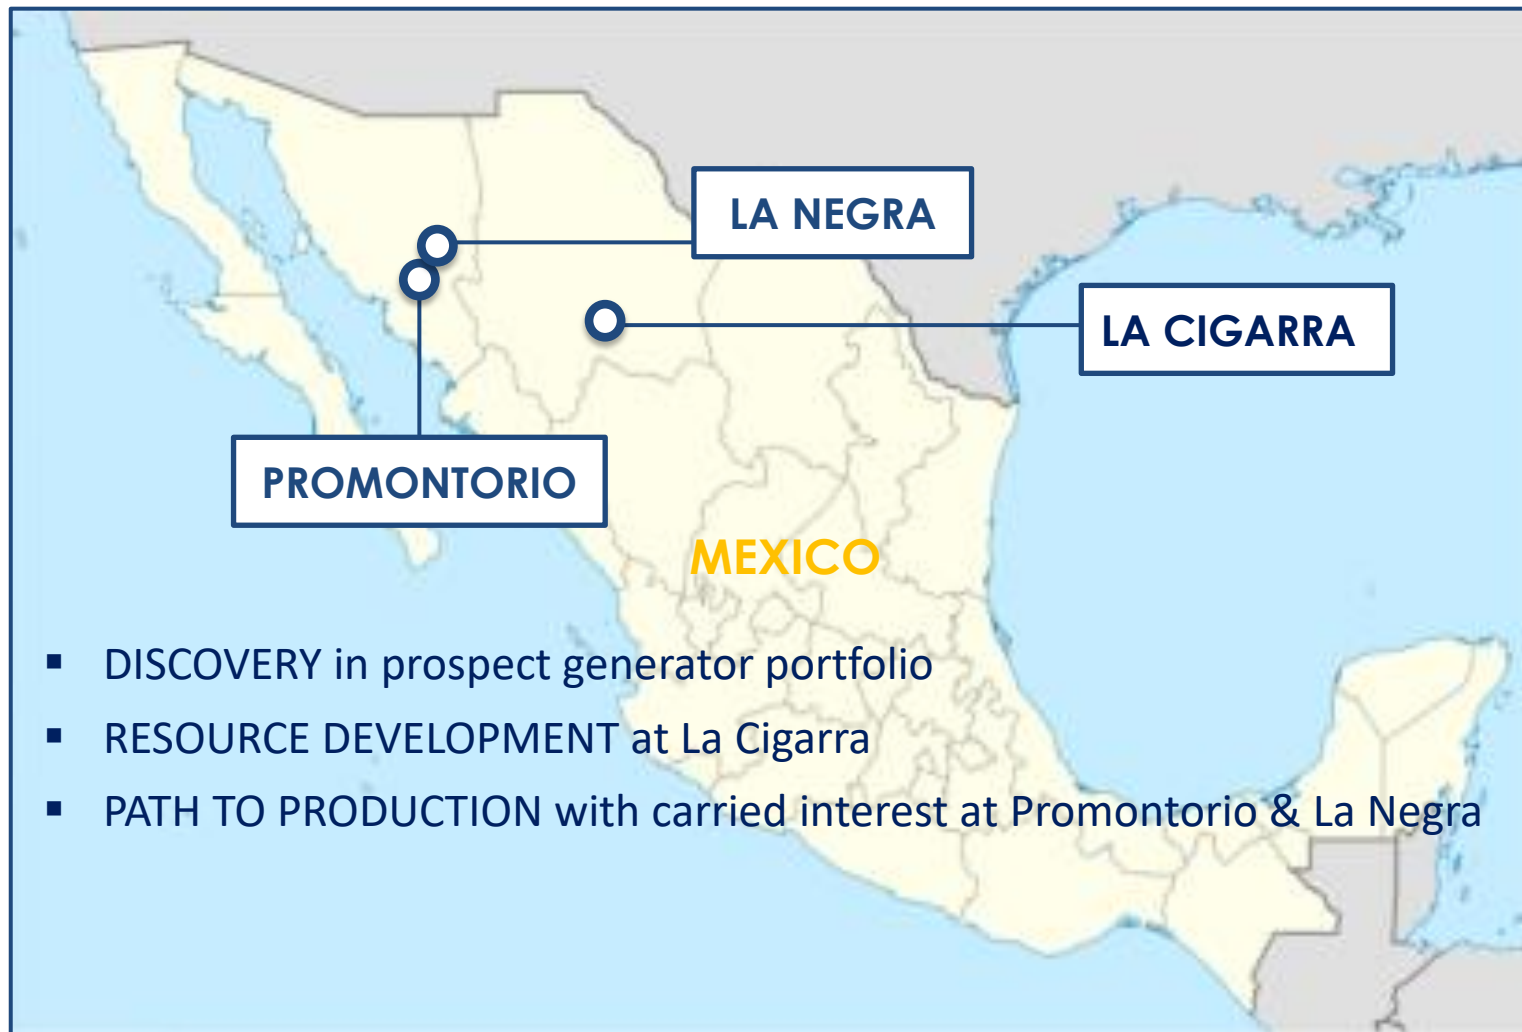 LA NEGRA
LA CIGARRA
PROMONTORIO
MEXICO
▪ DISCOVERY in prospect generator portfolio
▪ RESOURCE DEVELOPMENT at La Cigarra
▪ PATH TO PRODUCTION with carried interest at Promontorio & La Negra